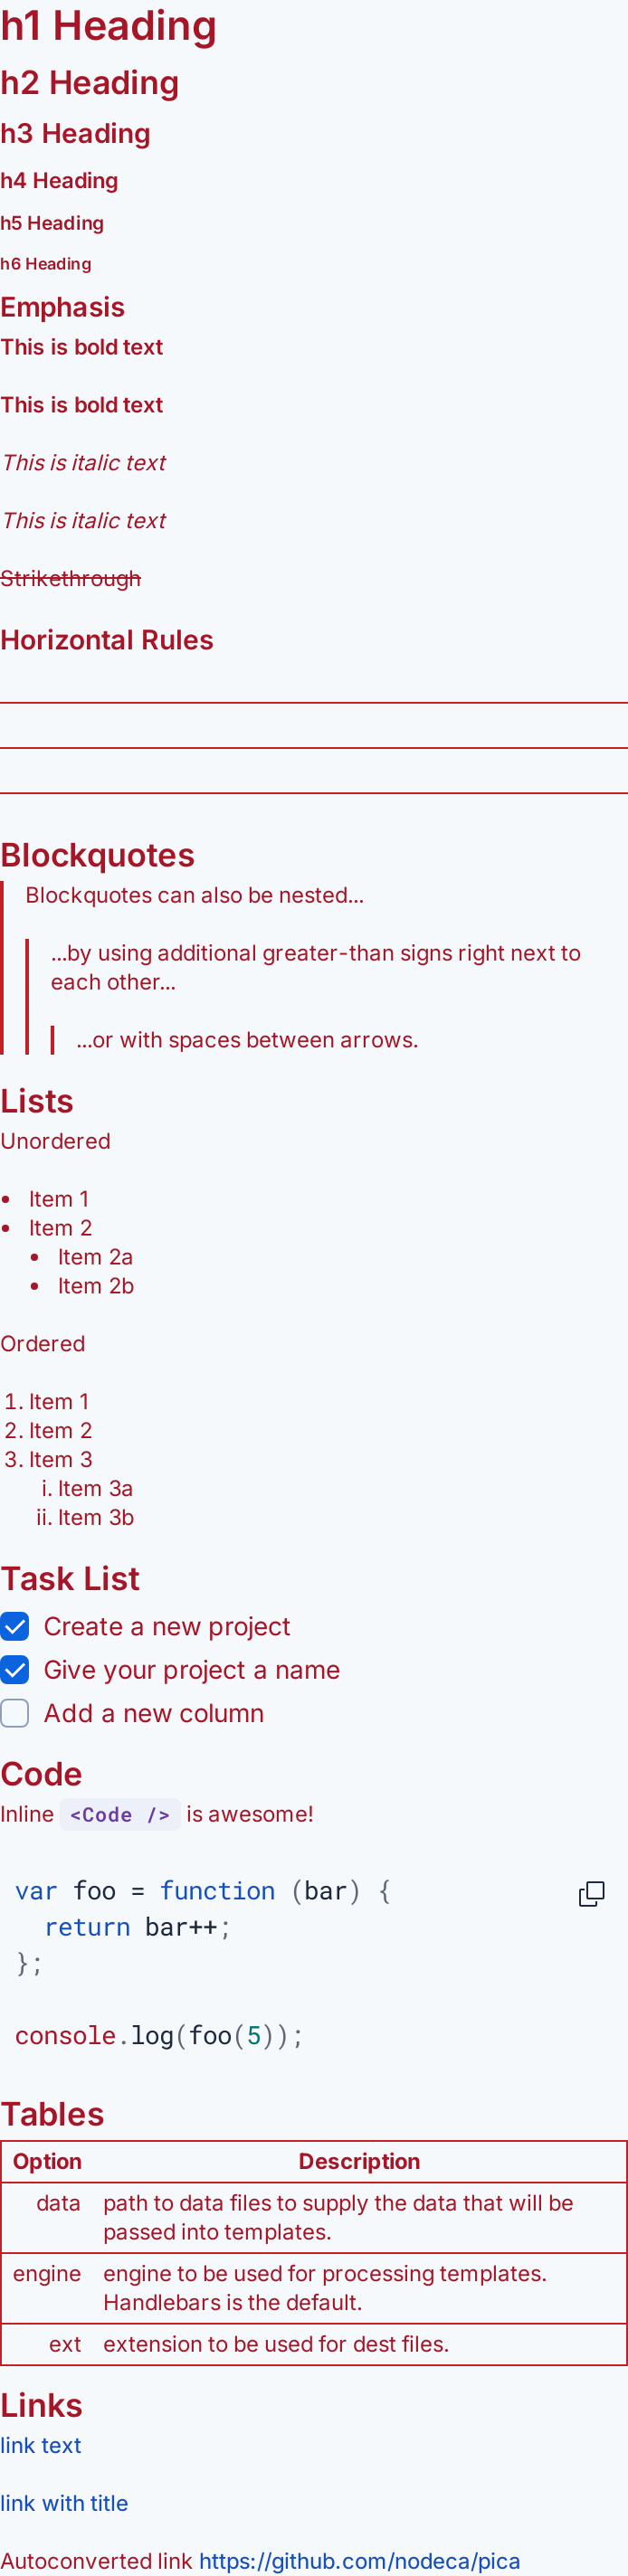 h1 Heading
h2 Heading
h3 Heading
h4 Heading
h5 Heading
h6 Heading
Emphasis
This is bold text
This is bold text
This is italic text
This is italic text
Strikethrough
Horizontal Rules
Blockquotes
Blockquotes can also be nested...
...by using additional greater-than signs right next to
each other...
...or with spaces between arrows.
Lists
Unordered
• Item 1
• Item 2
• Item 2a
• Item 2b
Ordered
1. Item 1
2. Item 2
3. Item 3
i. Item 3a
ii. Item 3b
Task List
Create a new project
Give your project a name
Add a new column
Code
Inline <Code /> is awesome!
var foo = function (bar) {
  return bar++;
};
console.log(foo(5));
Tables
Option Description
data path to data files to supply the data that will be
passed into templates.
engine engine to be used for processing templates.
Handlebars is the default.
ext extension to be used for dest files.
Links
link text
link with title
Autoconverted link https://github.com/nodeca/pica